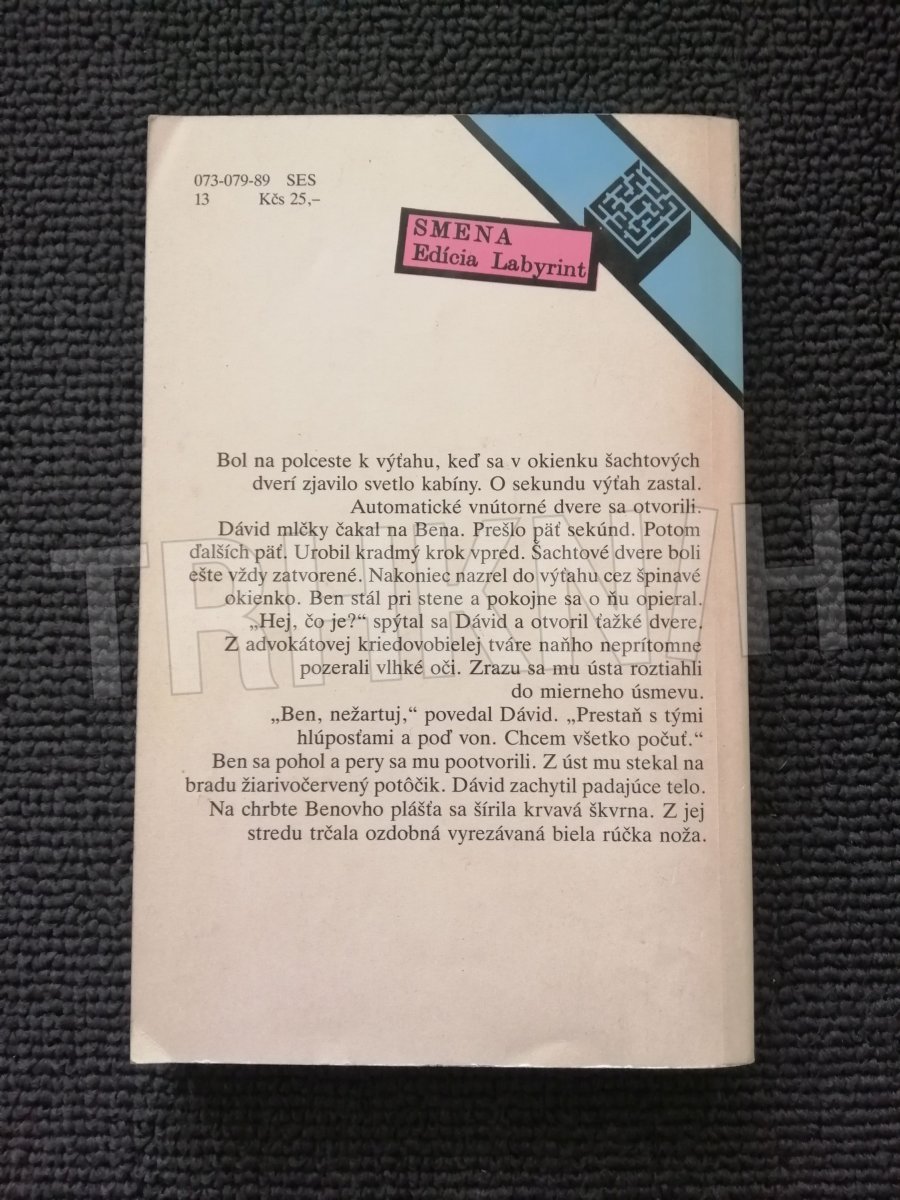 073-079-89 SES
13 Kčs 25,–
SMENA
Edícia Labyrint
Bol na polceste k výťahu, keď sa v okienku šachtových
dverí zjavilo svetlo kabíny. O sekundu výťah zastal.
Automatické vnútorné dvere sa otvorili.
Dávid mlčky čakal na Bena. Prešlo päť sekúnd. Potom
ďalších päť. Urobil kradmý krok vpred. Šachtové dvere boli
ešte vždy zatvorené. Nakoniec nazrel do výťahu cez špinavé
okienko. Ben stál pri stene a pokojne sa o ňu opieral.
„Hej, čo je?“ spýtal sa Dávid a otvoril ťažké dvere.
Z advokátovej kriedovobielej tváre naňho neprítomne
pozerali vlhké oči. Zrazu sa mu ústa roztiahli
do mierneho úsmevu.
„Ben, nežartuj,“ povedal Dávid. „Prestaň s tými
hlúposťami a poď von. Chcem všetko počuť.“
Ben sa pohol a pery sa mu pootvorili. Z úst mu stekal na
bradu žiarivočervený potôčik. Dávid zachytil padajúce telo.
Na chrbte Benovho plášťa sa šírila krvavá škvrna. Z jej
stredu trčala ozdobná vyrezávaná biela rúčka noža.